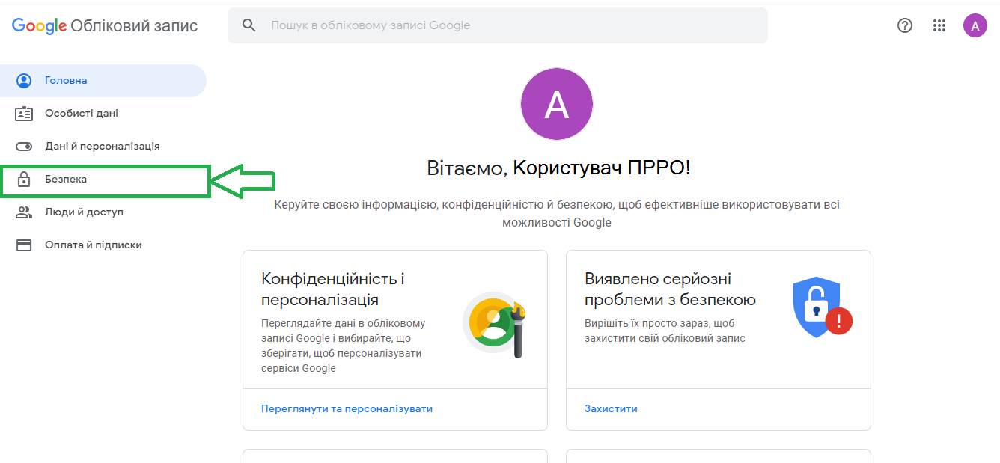 Google Обліковий запис
Пошук в обліковому записі Google
A
Головна
Особисті дані
Дані й персоналізація
Безпека
Люди й доступ
Оплата й підписки
A
Вітаємо, Користувач ПРРО!
Керуйте своєю інформацією, конфіденційністю й безпекою, щоб ефективніше використовувати всі
можливості Google
Конфіденційність і
персоналізація
Переглядайте дані в обліковому
записі Google і вибирайте, що
зберігати, щоб персоналізувати
сервіси Google
Переглянути та персоналізувати
Виявлено серйозні
проблеми з безпекою
Вирішіть їх просто зараз, щоб
захистити свій обліковий запис
Захистити